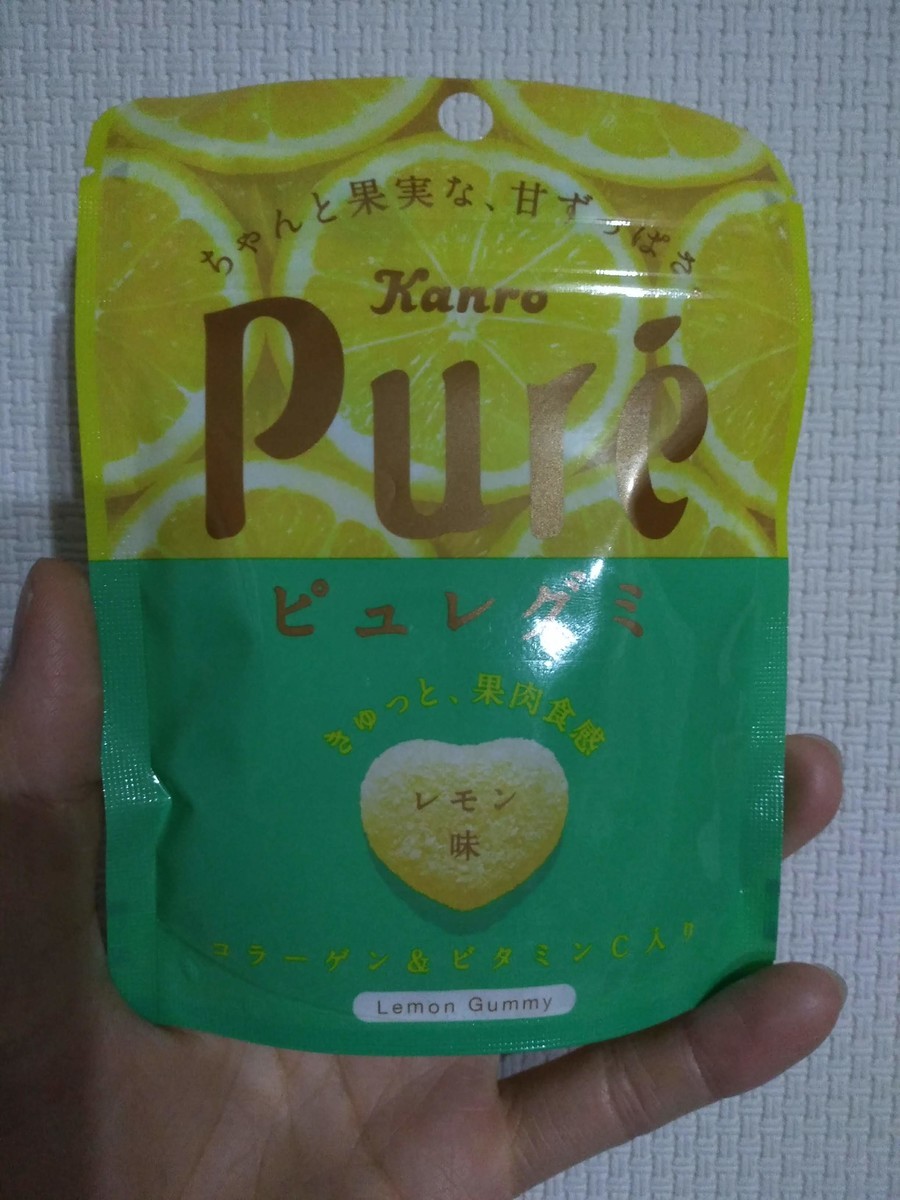 ちゃんと果実な、甘ずっぱさ
Kanro
Puré
ピュレグミ
きゅっと、果肉食感
レモン
味
コラーゲン&ビタミンC入り
Lemon Gummy